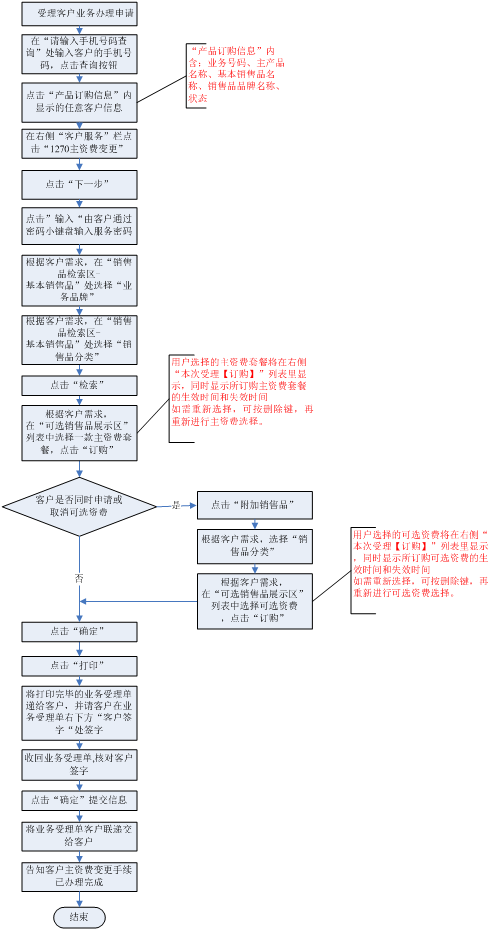 受理客户业务办理申请
在“请输入手机号码查
询”处输入客户的手机号
码，点击查询按钮
“产品订购信息”内
含：业务号码、主产品
名称、基本销售品名
称、销售品品牌名称、
状态
点击“产品订购信息”内
显示的任意客户信息
在右侧“客户服务”栏点
击“1270主资费变更”
点击“下一步”
点击”输入“由客户通过
密码小键盘输入服务密码
根据客户需求，在“销售
品检索区-
基本销售品”处选择“业
务品牌”
根据客户需求，在“销售
品检索区-
基本销售品”处选择“销
售品分类”
点击“检索”
用户选择的主资费套餐将在右侧
“本次受理【订购】”列表里显
示，同时显示所订购主资费套餐
的生效时间和失效时间
如需重新选择，可按删除键，再
重新进行主资费选择。
根据客户需求，
在“可选销售品展示区”
列表中选择一款主资费套
餐，点击“订购”
客户是否同时申请或
取消可选资费
是
点击“附加销售品”
根据客户需求，选择“销
售品分类”
根据客户需求，
在“可选销售品展示区”
列表中选择可选资费
，点击“订购”
用户选择的可选资费将在右侧“
本次受理【订购】”列表里显示
，同时显示所订购可选资费的生
效时间和失效时间
如需重新选择，可按删除键，再
重新进行可选资费选择。
否
点击“确定”
点击“打印”
将打印完毕的业务受理单
递给客户，并请客户在业
务受理单右下方“客户签
字“处签字
收回业务受理单,核对客户
签字
点击“确定”提交信息
将业务受理单客户联递交
给客户
告知客户主资费变更手续
已办理完成
结束